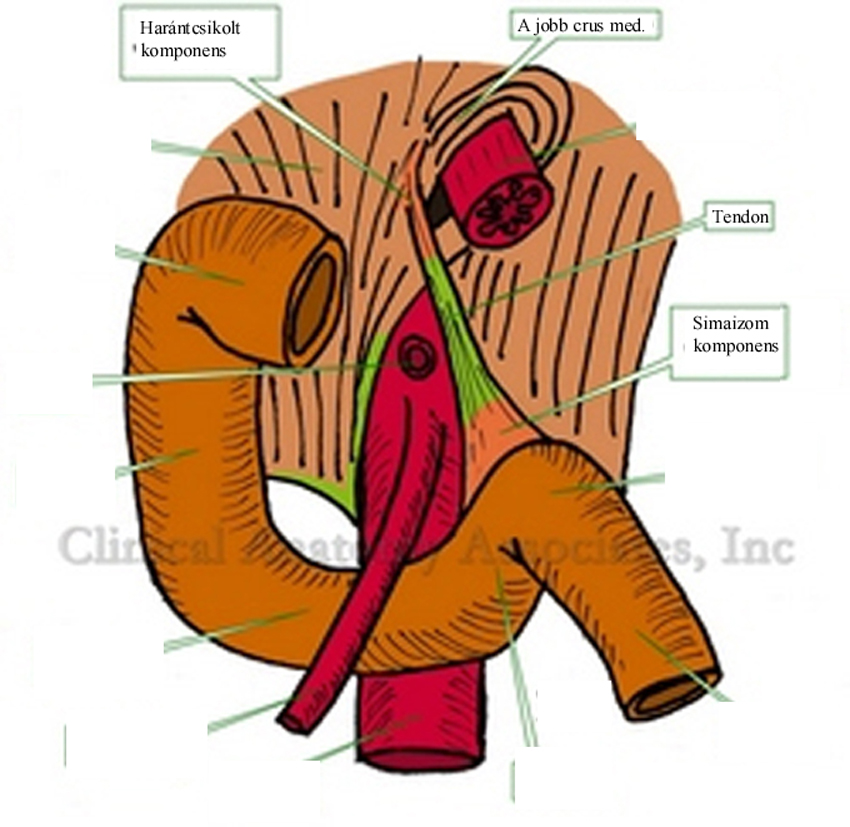 Harántcsikolt
komponens
A jobb crus med.
Tendon
Simaizom
komponens
Clinical Anatomy Associates, Inc